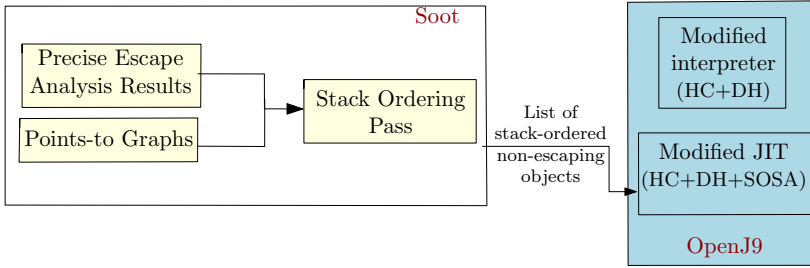 Soot
Precise Escape
Analysis Results
Points-to Graphs
Stack Ordering
Pass
List of
stack-ordered
non-escaping
objects
Modified
interpreter
(HC+DH)
Modified JIT
(HC+DH+SOSA)
OpenJ9